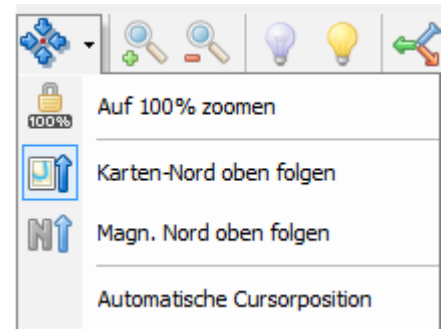 100%
Auf 100% zoomen
Karten-Nord oben folgen
N
Magn. Nord oben folgen
Automatische Cursorposition